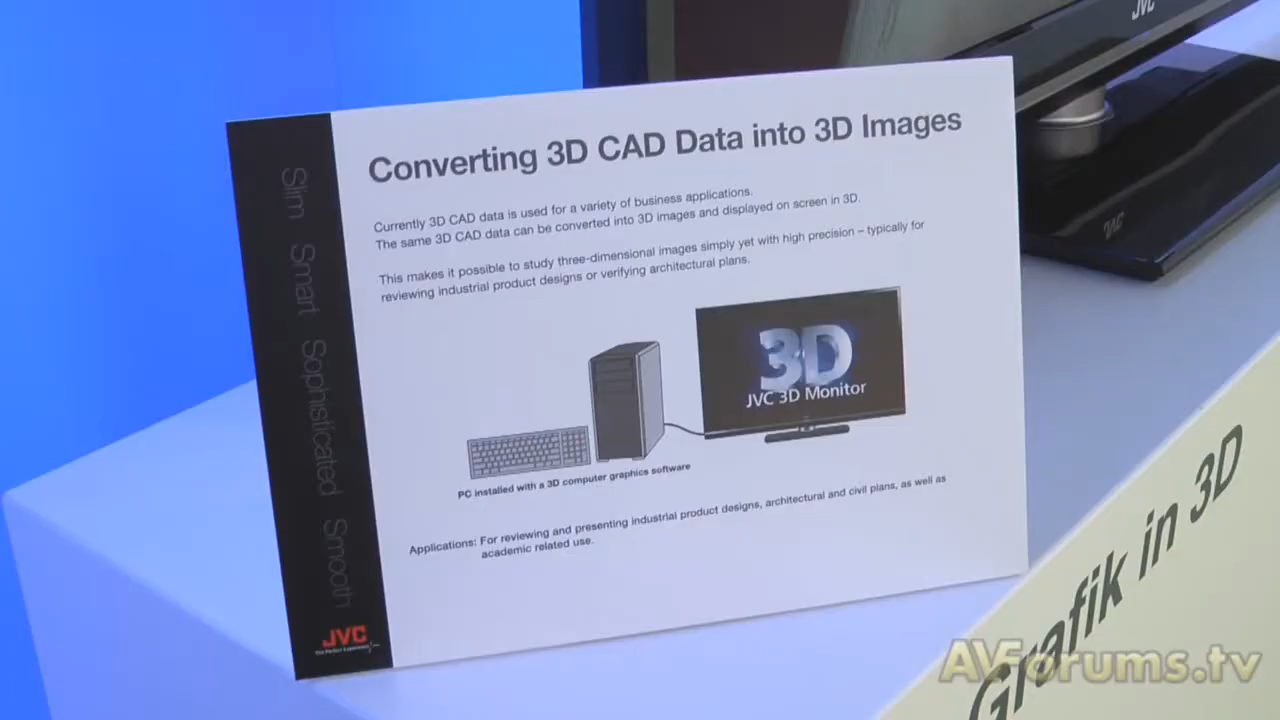 JVC
JVC
Converting 3D CAD Data into 3D Images
Currently 3D CAD data is used for a variety of business applications.
The same 3D CAD data can be converted into 3D images and displayed on screen in 3D.
This makes it possible to study three-dimensional images simply yet with high precision – typically for
reviewing industrial product designs or verifying architectural plans.
3D
JVC 3D Monitor
PC installed with a 3D computer graphics software
Applications: For reviewing and presenting industrial product designs, architectural and civil plans, as well as
academic related use.
Slim Smart Sophisticated Smooth
JVC
The Perfect Experience
Grafik in 3D
AVForums.tv